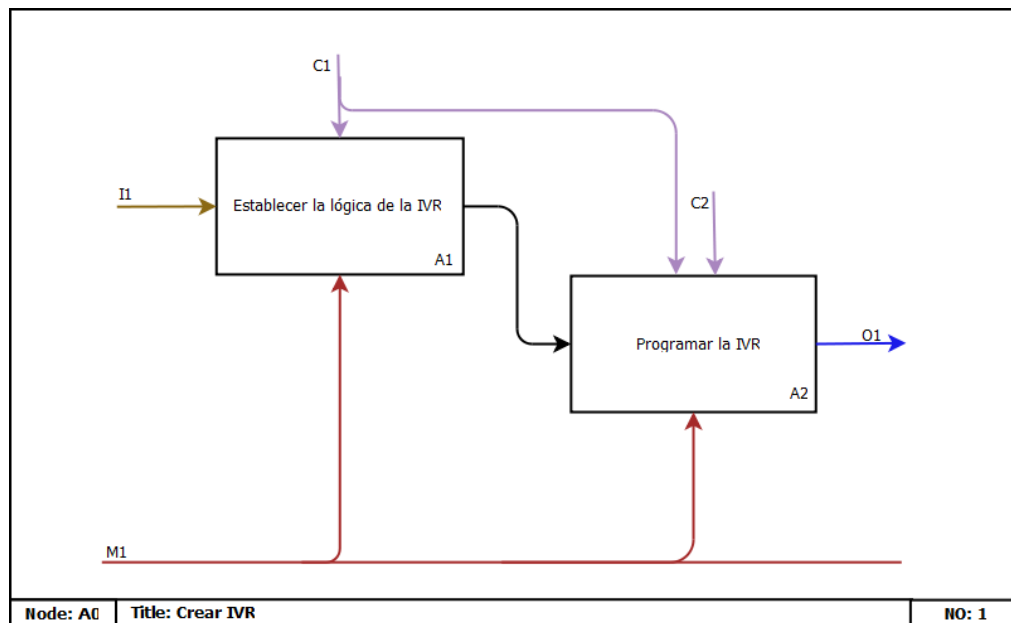 C1
I1
Establecer la lógica de la IVR
A1
C2
Programar la IVR
A2
O1
M1
Node: A0
Title: Crear IVR
NO: 1